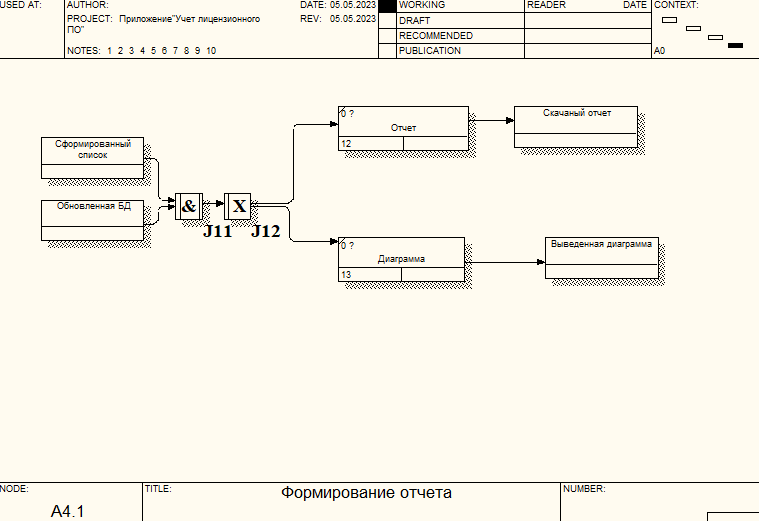 USED AT:
AUTHOR:
DATE: 05.05.2023
WORKING
READER
DATE
CONTEXT:
PROJECT: Приложение"Учет лицензионного
ПО"
REV: 05.05.2023
DRAFT
RECOMMENDED
NOTES: 1 2 3 4 5 6 7 8 9 10
PUBLICATION
A0
0 ?
Отчет
12
Скачаный отчет
Сформированный
список
Обновленная БД
&
X
J11
J12
0 ?
Диаграмма
13
Выведенная диаграмма
NODE:
A4.1
TITLE:
Формирование отчета
NUMBER: